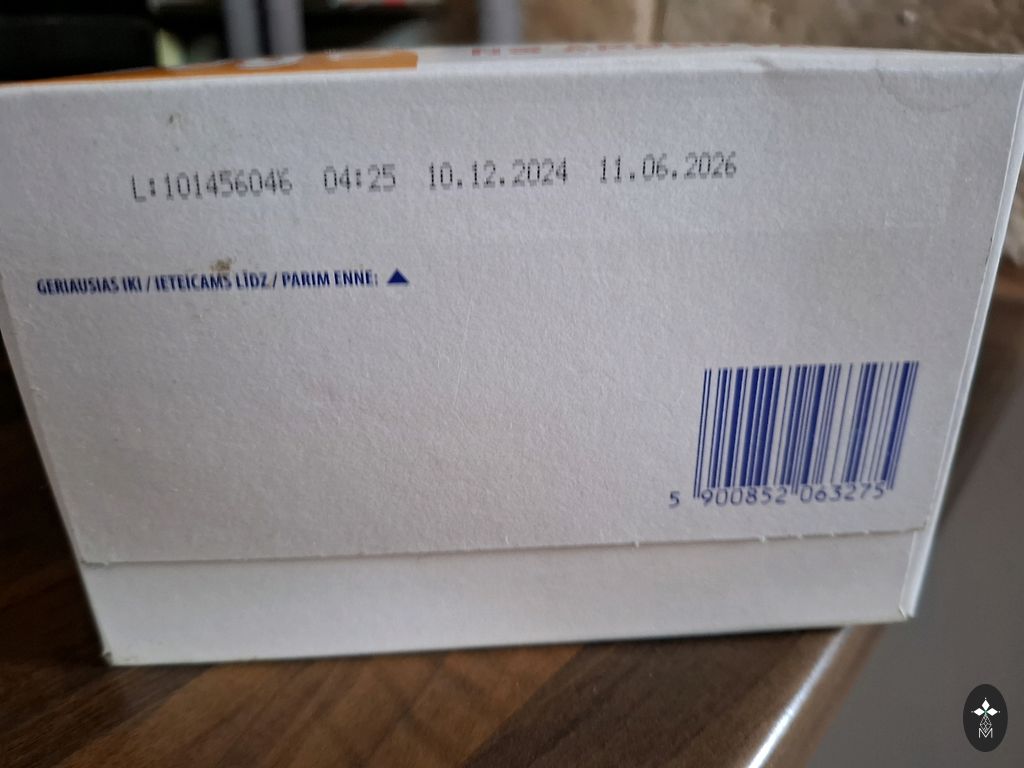 L:101456046 04:25 10.12.2024 11.06.2026
GERIAUSIAS IKI / IETEICAMS LĪDZ / PARIM ENNE:
5 900852 063275
M